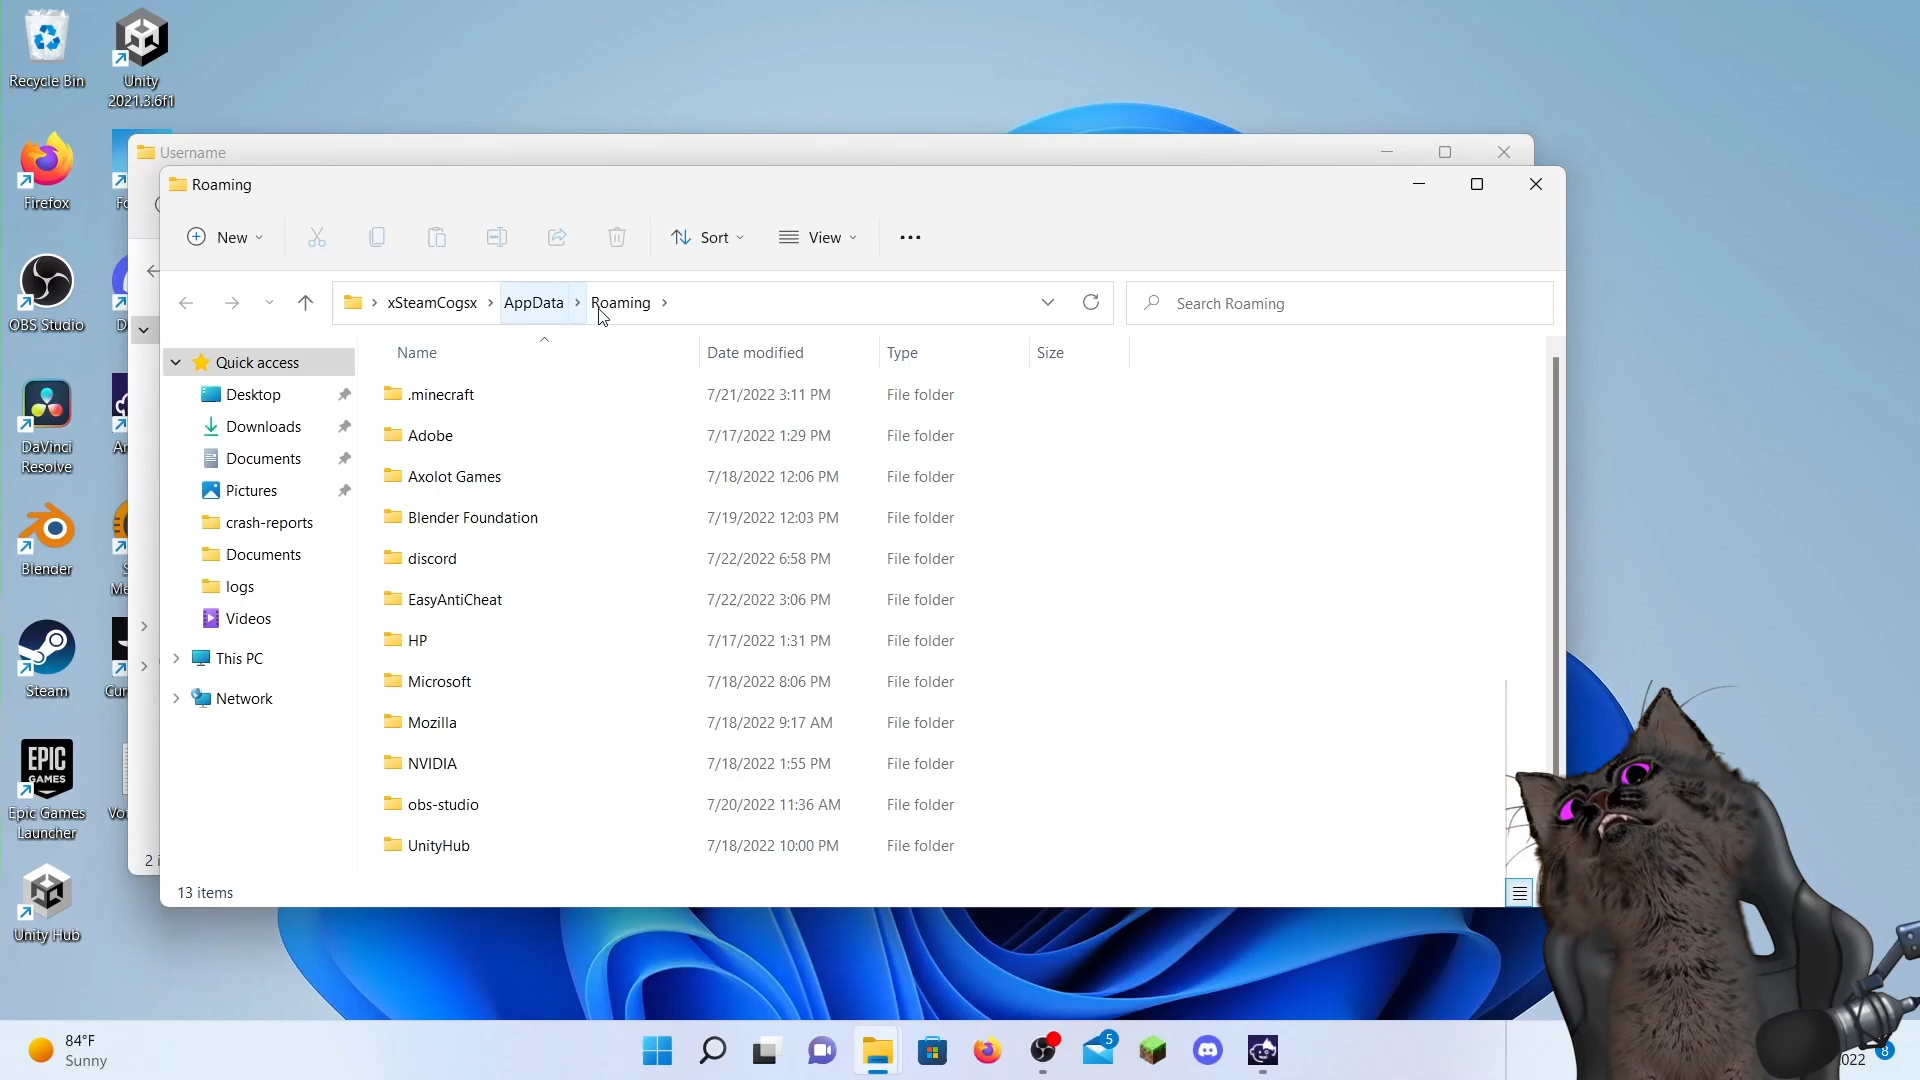 Recycle Bin
Unity
2021.3.6f1
Firefox
OBS Studio
DaVinci
Resolve
Blender
Steam
EPIC
GAMES
Epic Games
Launcher
Unity Hub
Username
Roaming
New
Sort
View
xSteamCogsx
AppData
Roaming
Search Roaming
Quick access
Desktop
Downloads
Documents
Pictures
crash-reports
Documents
logs
Videos
This PC
Network
Name Date modified Type Size
.minecraft 7/21/2022 3:11 PM File folder
Adobe 7/17/2022 1:29 PM File folder
Axolot Games 7/18/2022 12:06 PM File folder
Blender Foundation 7/19/2022 12:03 PM File folder
discord 7/22/2022 6:58 PM File folder
EasyAntiCheat 7/22/2022 3:06 PM File folder
HP 7/17/2022 1:31 PM File folder
Microsoft 7/18/2022 8:06 PM File folder
Mozilla 7/18/2022 9:17 AM File folder
NVIDIA 7/18/2022 1:55 PM File folder
obs-studio 7/20/2022 11:36 AM File folder
UnityHub 7/18/2022 10:00 PM File folder
13 items
84°F
Sunny
5
022
8